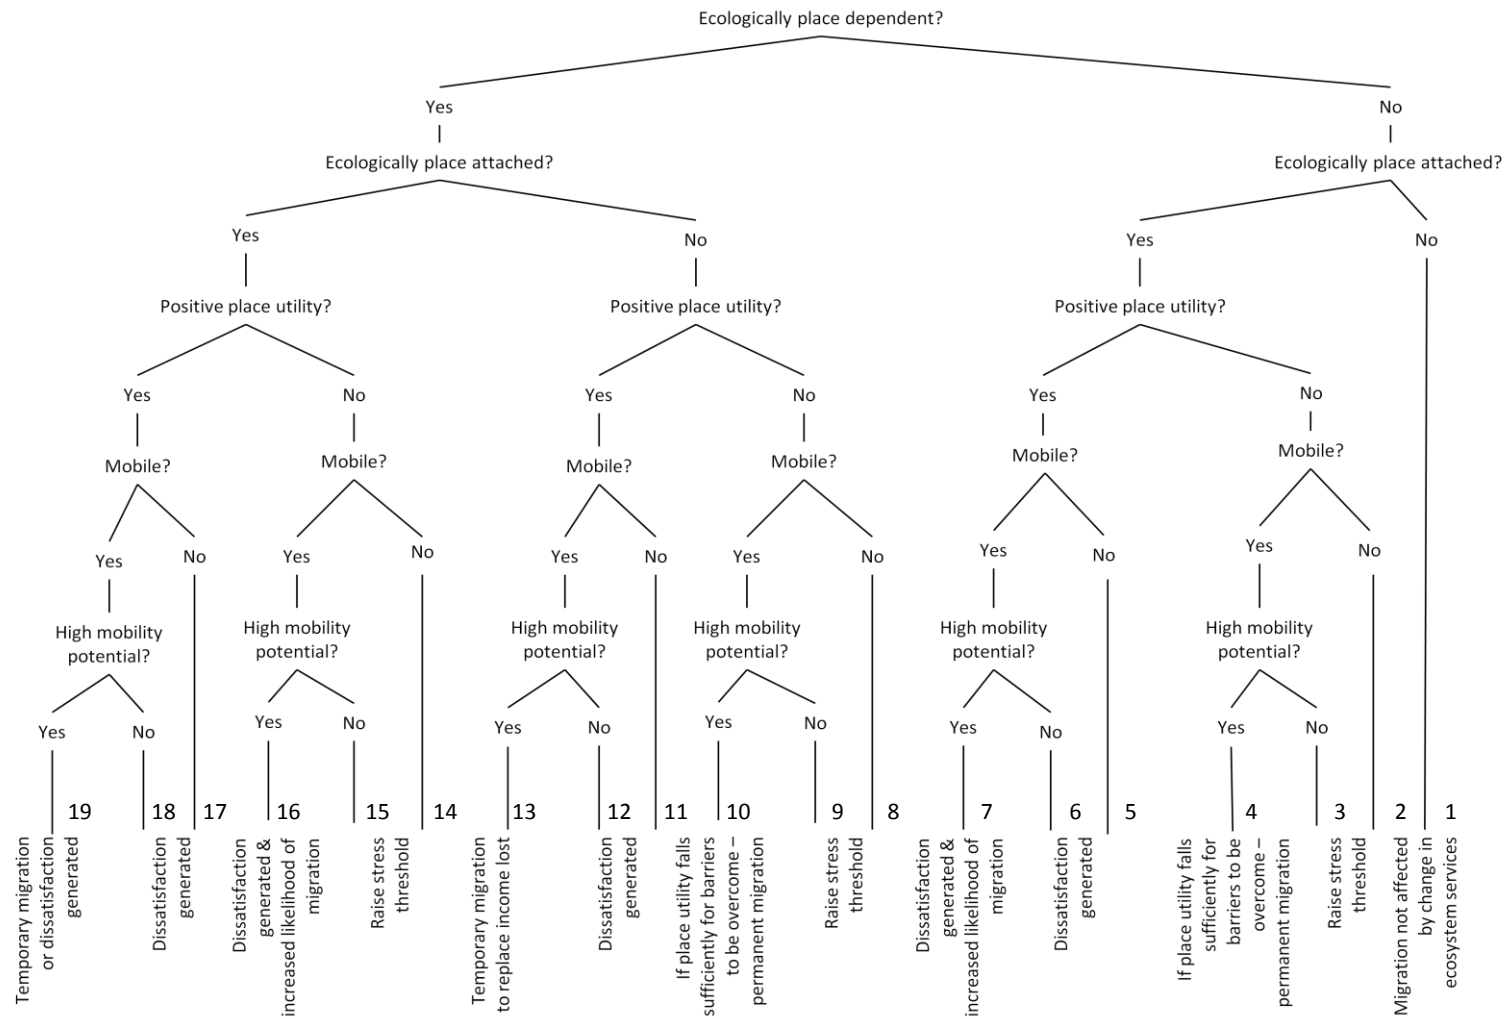 Ecologically place dependent?
Yes
No
Ecologically place attached?
Ecologically place attached?
Yes
No
Yes
No
Positive place utility?
Positive place utility?
Positive place utility?
Yes
No
Yes
No
Yes
No
Mobile?
Mobile?
Mobile?
Mobile?
Mobile?
Mobile?
Yes
No
Yes
No
Yes
No
Yes
No
Yes
No
Yes
No
High mobility
potential?
High mobility
potential?
High mobility
potential?
High mobility
potential?
High mobility
potential?
High mobility
potential?
Yes
No
Yes
No
Yes
No
Yes
No
Yes
No
Yes
No
19
18
17
16
15
14
13
12
11
10
9
8
7
6
5
4
3
2
1
Temporary migration
or dissatisfaction
generated
Dissatisfaction
generated
Dissatisfaction
generated &
increased likelihood of
migration
Raise stress
threshold
Temporary migration
to replace income lost
Dissatisfaction
generated
If place utility falls
sufficiently for barriers
to be overcome –
permanent migration
Raise stress
threshold
Dissatisfaction
generated &
increased likelihood of
migration
Dissatisfaction
generated
If place utility falls
sufficiently for
barriers to be
overcome –
permanent migration
Raise stress
threshold
Migration not affected
by change in
ecosystem services